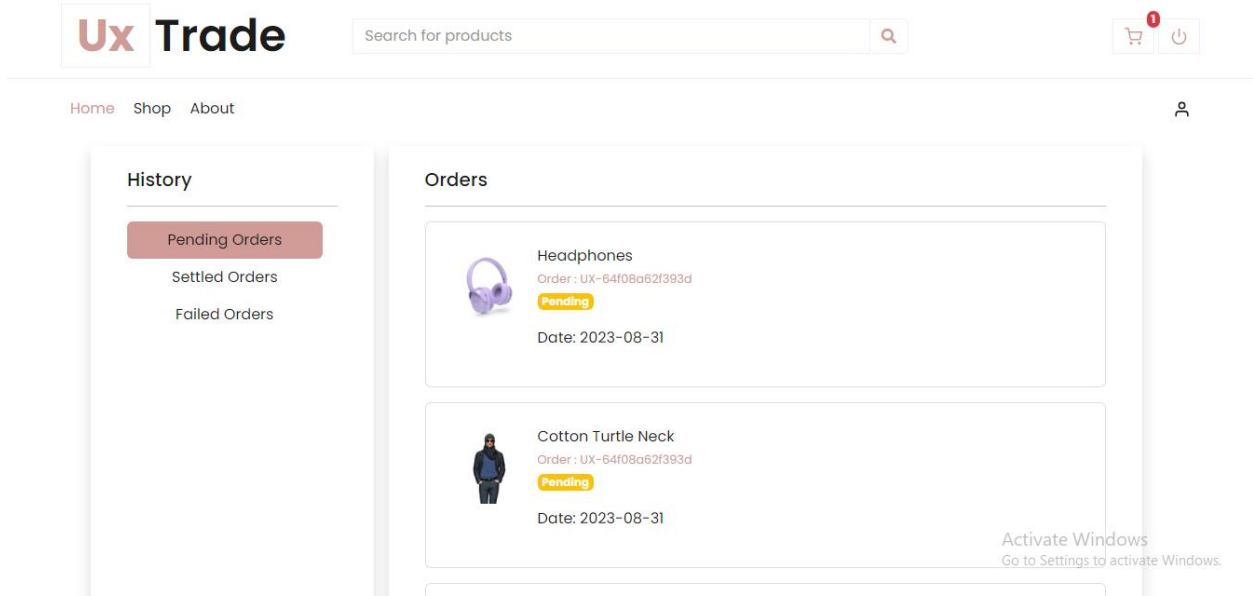 Ux Trade
Search for products
1
Home Shop About
History
Pending Orders
Settled Orders
Failed Orders
Orders
Headphones
Order : UX-64f08a62f393d
Pending
Date: 2023-08-31
Cotton Turtle Neck
Order : UX-64f08a62f393d
Pending
Date: 2023-08-31
Activate Windows
Go to Settings to activate Windows.